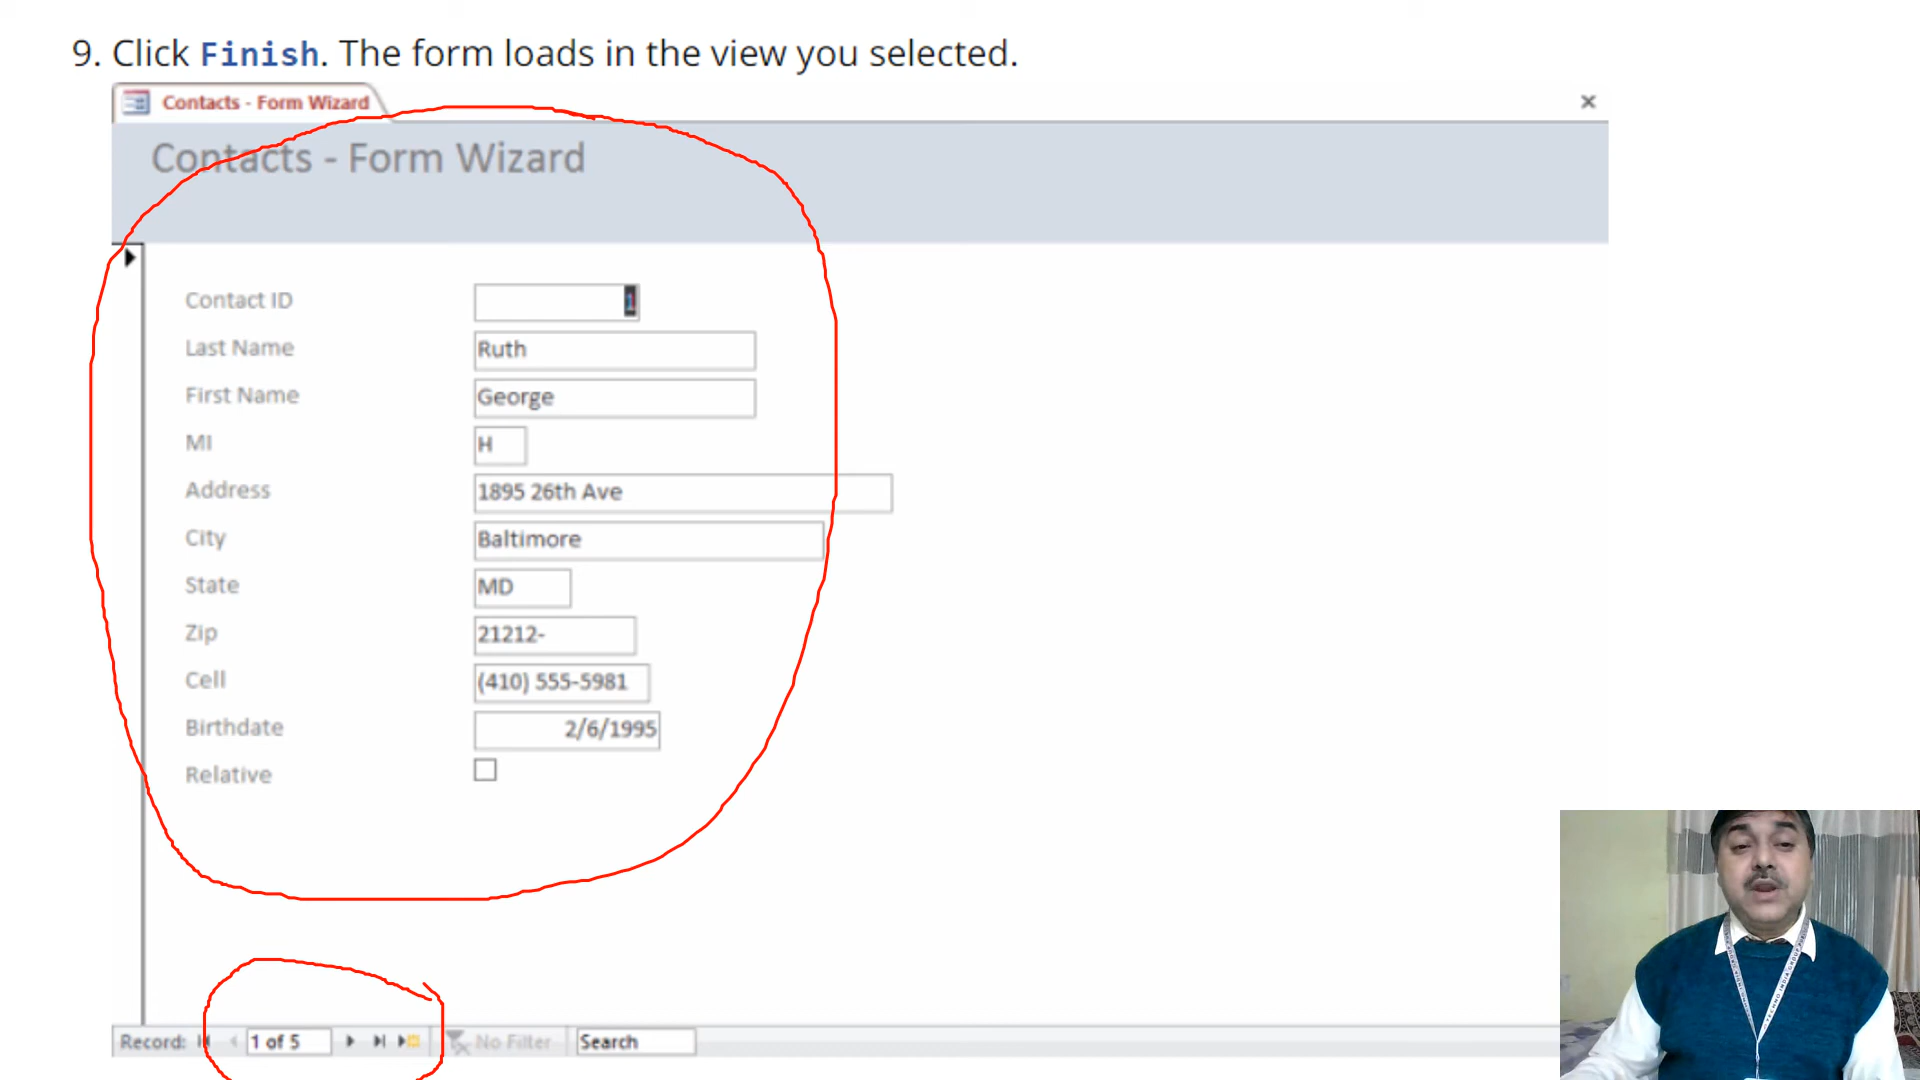 9. Click Finish. The form loads in the view you selected.
Contacts - Form Wizard
Contacts - Form Wizard
Contact ID 1
Last Name Ruth
First Name George
MI H
Address 1895 26th Ave
City Baltimore
State MD
Zip 21212-
Cell (410) 555-5981
Birthdate 2/6/1995
Relative
Record: 1 of 5 No Filter Search